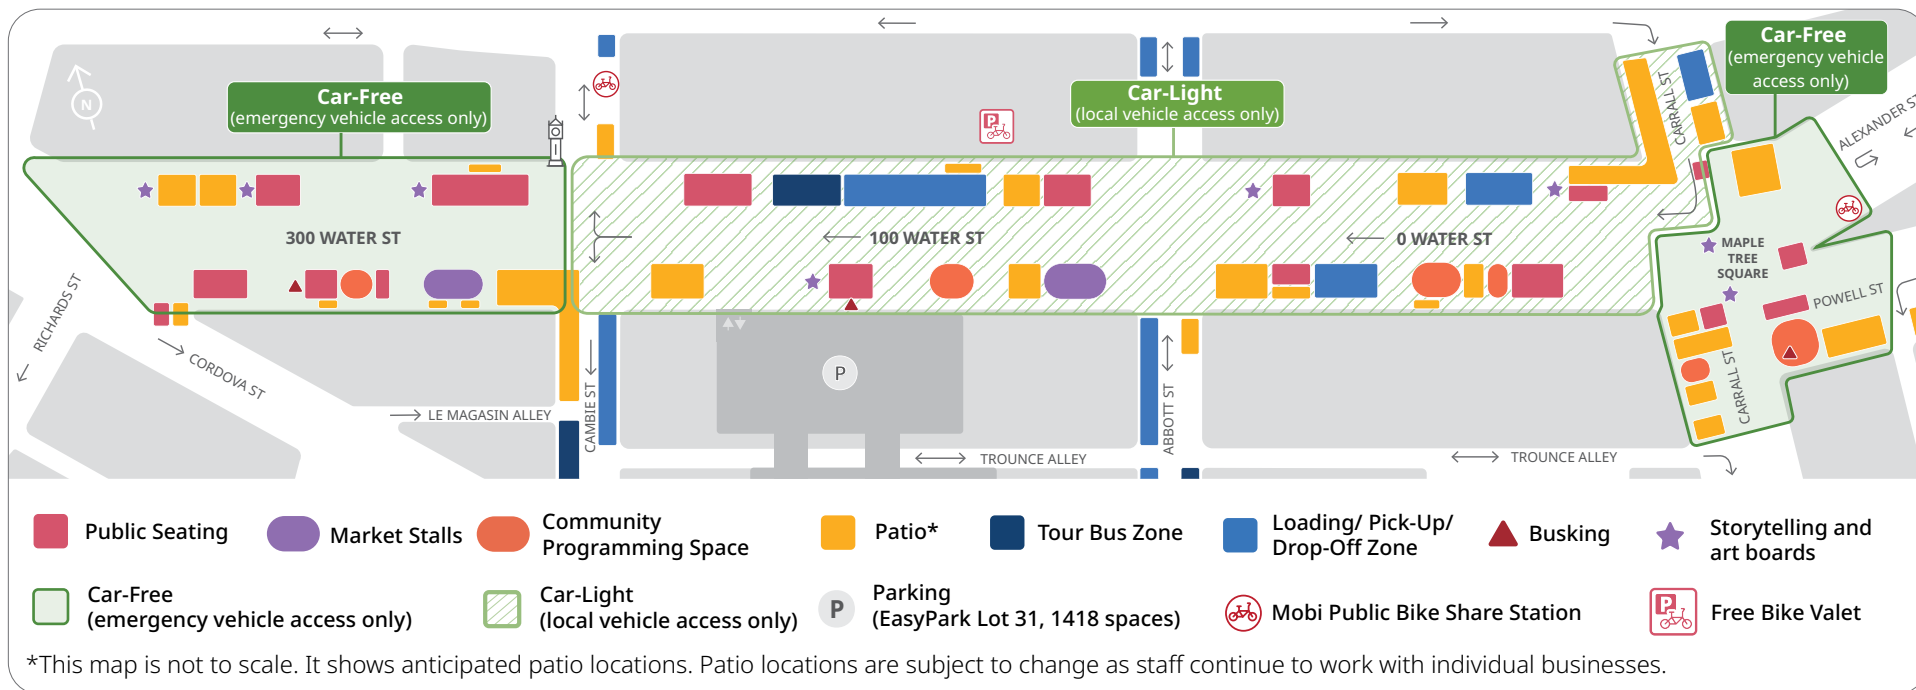 N
Car-Free
(emergency vehicle access only)
Car-Light
(local vehicle access only)
Car-Free
(emergency vehicle
access only)
P
CARRALL ST
ALEXANDER ST
300 WATER ST
100 WATER ST
0 WATER ST
MAPLE
TREE
SQUARE
POWELL ST
RICHARDS ST
CORDOVA ST
LE MAGASIN ALLEY
CAMBIE ST
P
ABBOTT ST
CARRALL ST
TROUNCE ALLEY
TROUNCE ALLEY
Public Seating
Market Stalls
Community
Programming Space
Patio*
Tour Bus Zone
Loading/ Pick-Up/
Drop-Off Zone
Busking
Storytelling and
art boards
Car-Free
(emergency vehicle access only)
Car-Light
(local vehicle access only)
P
Parking
(EasyPark Lot 31, 1418 spaces)
Mobi Public Bike Share Station
P
Free Bike Valet
*This map is not to scale. It shows anticipated patio locations. Patio locations are subject to change as staff continue to work with individual businesses.